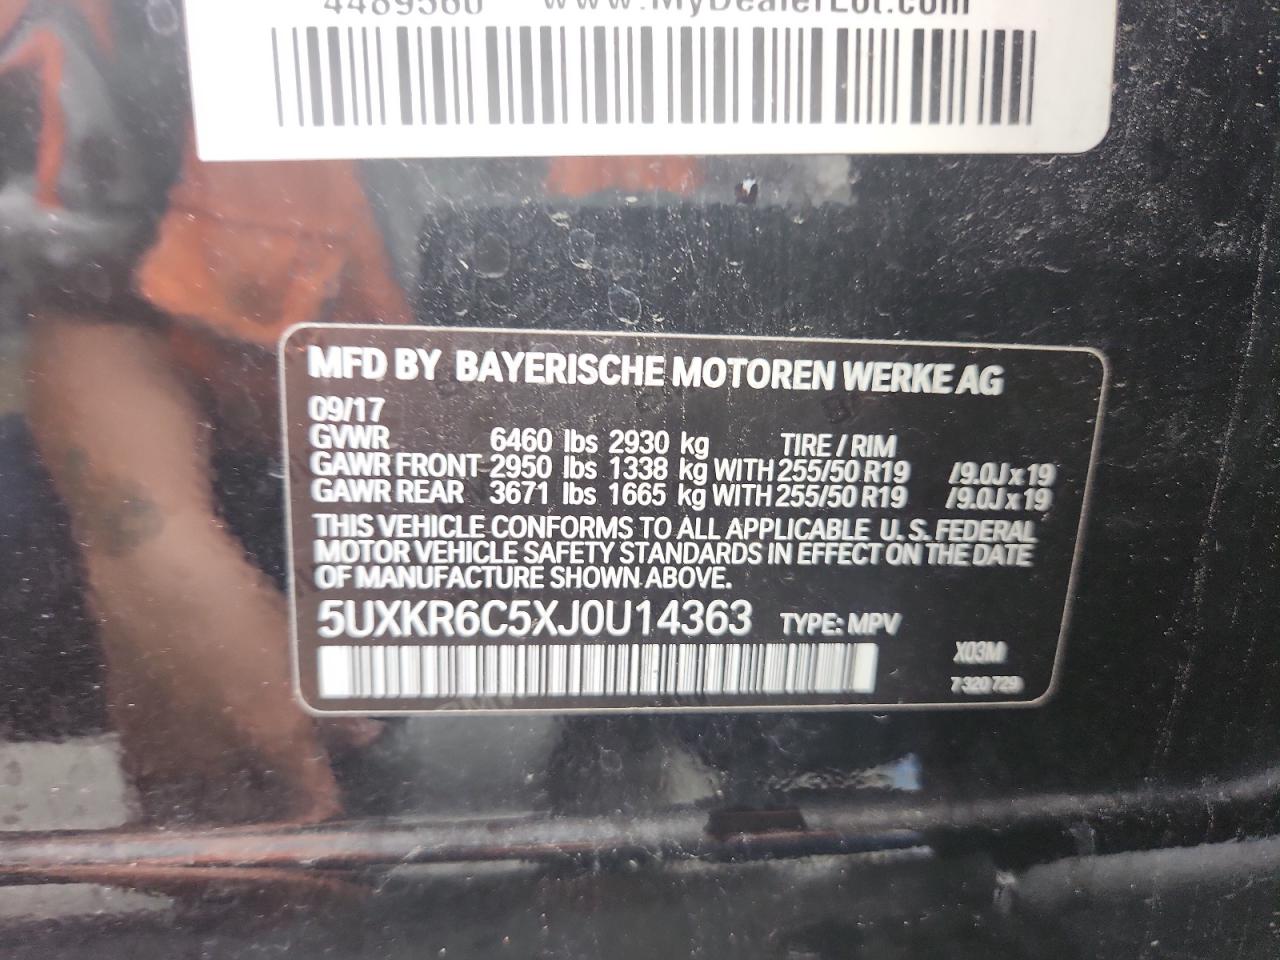 4489560 www.MyDealerLot.com
MFD BY BAYERISCHE MOTOREN WERKE AG
09/17
GVWR 6460 lbs 2930 kg TIRE / RIM
GAWR FRONT 2950 lbs 1338 kg WITH 255/50 R19 /9.0J x 19
GAWR REAR 3671 lbs 1665 kg WITH 255/50 R19 /9.0J x 19
THIS VEHICLE CONFORMS TO ALL APPLICABLE U.S. FEDERAL
MOTOR VEHICLE SAFETY STANDARDS IN EFFECT ON THE DATE
OF MANUFACTURE SHOWN ABOVE.
5UXKR6C5XJ0U14363 TYPE: MPV
X03M
7 320 729